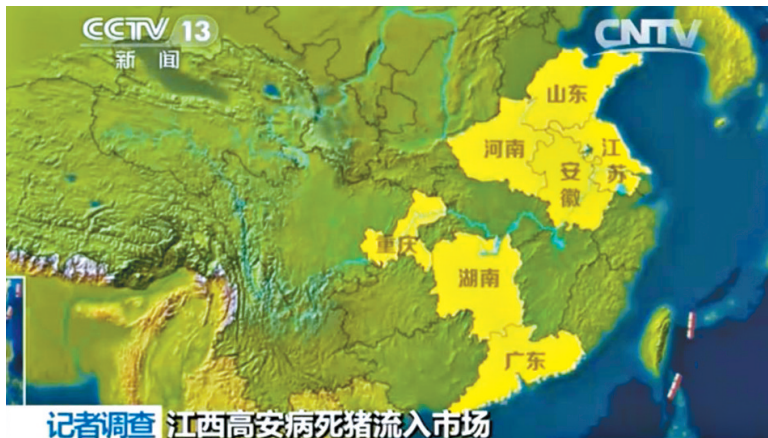 CCTV 13
新闻
CNTV
山东
河南
江苏
安徽
重庆
湖南
广东
记者调查 江西高安病死猪流入市场